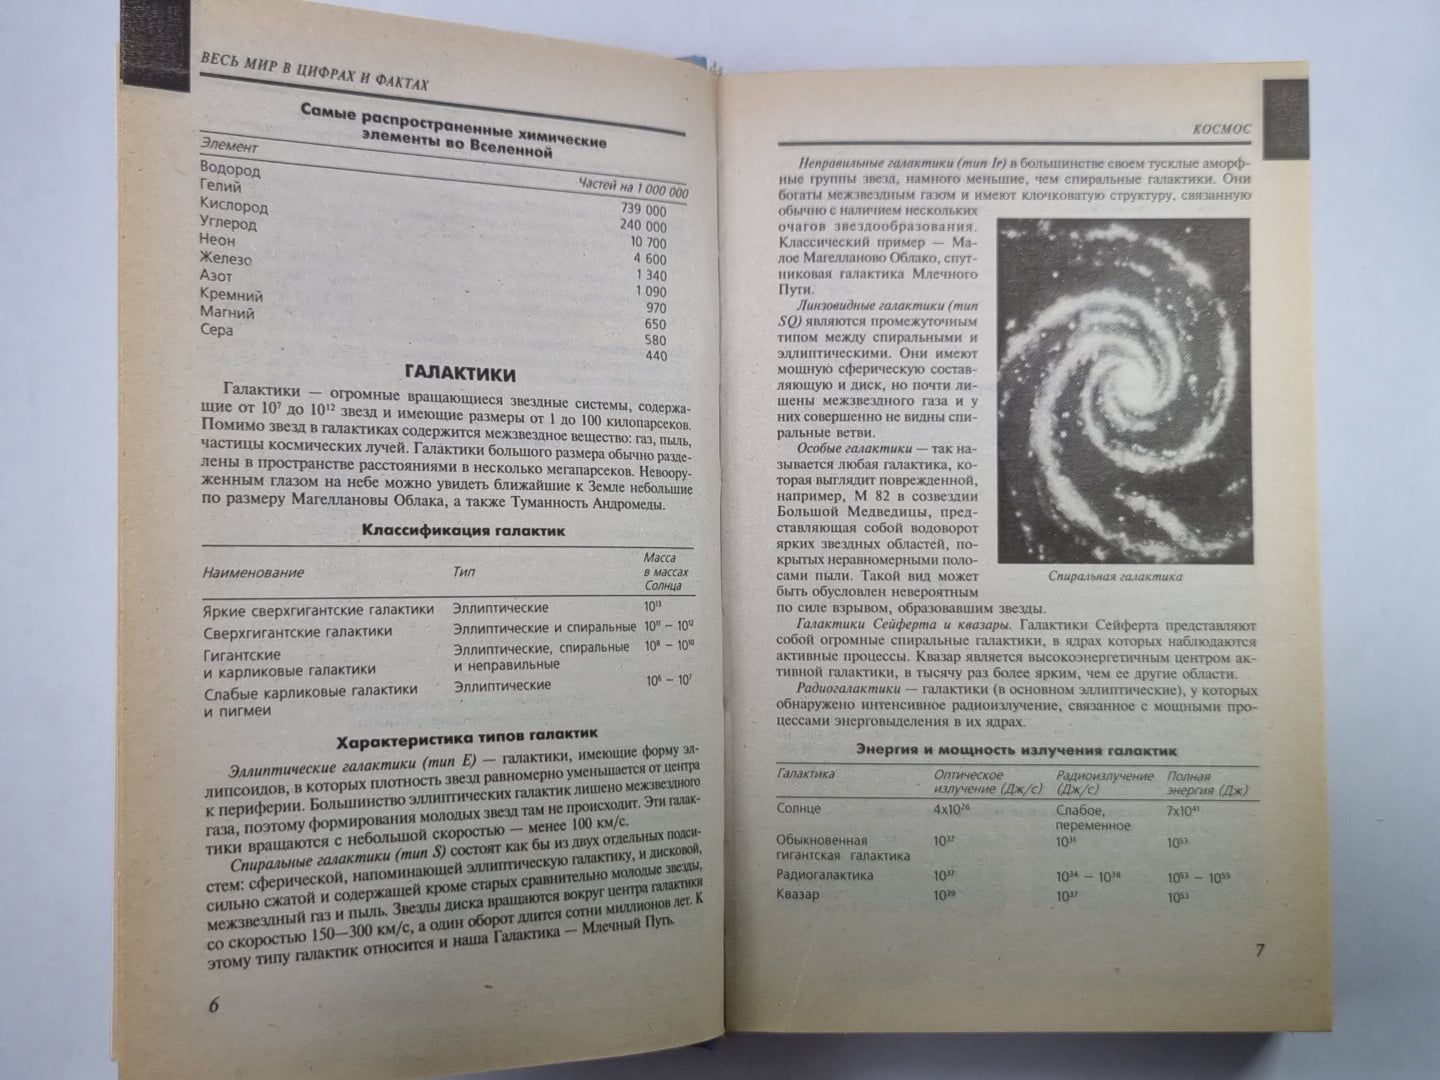 ВЕСЬ МИР В ЦИФРАХ И ФАКТАХ
Самые распространенные химические
элементы во Вселенной
Элемент Частей на 1 000 000
Водород 739 000
Гелий 240 000
Кислород 10 700
Углерод 4 600
Неон 1 340
Железо 1 090
Азот 970
Кремний 650
Магний 580
Сера 440
ГАЛАКТИКИ
Галактики — огромные вращающиеся звездные системы, содержа-
щие от 10⁷ до 10¹² звезд и имеющие размеры от 1 до 100 килопарсеков.
Помимо звезд в галактиках содержится межзвездное вещество: газ, пыль,
частицы космических лучей. Галактики большого размера обычно разде-
лены в пространстве расстояниями в несколько мегапарсеков. Невоору-
женным глазом на небе можно увидеть ближайшие к Земле небольшие
по размеру Магеллановы Облака, а также Туманность Андромеды.
Классификация галактик
Наименование Тип Масса
в массах
Солнца
Яркие сверхгигантские галактики Эллиптические 10¹³
Сверхгигантские галактики Эллиптические и спиральные 10¹¹ – 10¹²
Гигантские Эллиптические, спиральные 10⁸ – 10¹⁰
и карликовые галактики и неправильные
Слабые карликовые галактики Эллиптические 10⁶ – 10⁷
и пигмеи
Характеристика типов галактик
Эллиптические галактики (тип E) — галактики, имеющие форму эл-
липсоидов, в которых плотность звезд равномерно уменьшается от центра
к периферии. Большинство эллиптических галактик лишено межзвездного
газа, поэтому формирования молодых звезд там не происходит. Эти галак-
тики вращаются с небольшой скоростью — менее 100 км/с.
Спиральные галактики (тип S) состоят как бы из двух отдельных подси-
стем: сферической, напоминающей эллиптическую галактику, и дисковой,
сильно сжатой и содержащей кроме старых сравнительно молодые звезды,
межзвездный газ и пыль. Звезды диска вращаются вокруг центра галактики
со скоростью 150—300 км/с, а один оборот длится сотни миллионов лет. К
этому типу галактик относится и наша Галактика — Млечный Путь.
6
КОСМОС
Неправильные галактики (тип Ir) в большинстве своем тусклые аморф-
ные группы звезд, намного меньшие, чем спиральные галактики. Они
богаты межзвездным газом и имеют клочковатую структуру, связанную
обычно с наличием нескольких
очагов звездообразования.
Классический пример — Ма-
лое Магелланово Облако, спут-
никовая галактика Млечного
Пути.
Линзовидные галактики (тип
SQ) являются промежуточным
типом между спиральными и
эллиптическими. Они имеют
мощную сферическую состав-
ляющую и диск, но почти ли-
шены межзвездного газа и у
них совершенно не видны спи-
ральные ветви.
Особые галактики — так на-
зывается любая галактика, ко-
торая выглядит поврежденной,
например, М 82 в созвездии
Большой Медведицы, пред-
ставляющая собой водоворот
ярких звездных областей, по-
крытых неравномерными поло-
сами пыли. Такой вид может
быть обусловлен невероятным
по силе взрывом, образовавшим звезды.
Спиральная галактика
Галактики Сейферта и квазары. Галактики Сейферта представляют
собой огромные спиральные галактики, в ядрах которых наблюдаются
активные процессы. Квазар является высокоэнергетичным центром ак-
тивной галактики, в тысячу раз более ярким, чем ее другие области.
Радиогалактики — галактики (в основном эллиптические), у которых
обнаружено интенсивное радиоизлучение, связанное с мощными про-
цессами энерговыделения в их ядрах.
Энергия и мощность излучения галактик
Галактика Оптическое Радиоизлучение Полная
излучение (Дж/с) (Дж/с) энергия (Дж)
Солнце 4x10²⁶ Слабое, 7x10⁴¹
переменное
Обыкновенная 10³⁷ 10³¹ 10⁵³
гигантская галактика
Радиогалактика 10³⁷ 10³⁴ – 10³⁸ 10⁵³ – 10⁵⁵
Квазар 10³⁹ 10³⁷ 10⁵³
7